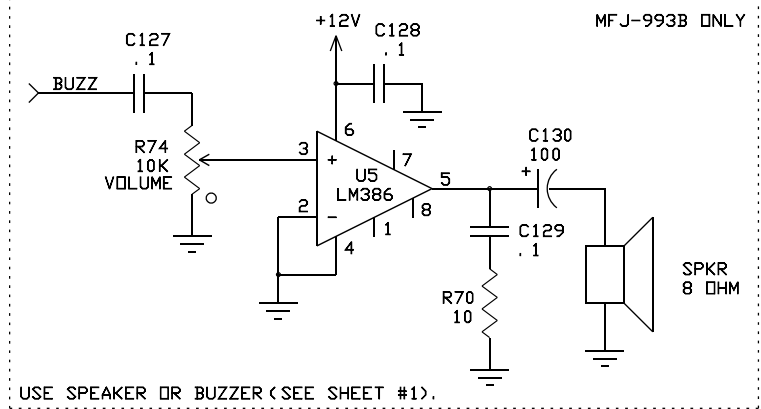 MFJ-993B ONLY
+12V
C127
.1
C128
.1
BUZZ
6
R74
10K
VOLUME
3
+
7
U5
LM386
5
C130
100
+
2
−
8
1
4
C129
.1
R70
10
SPKR
8 OHM
USE SPEAKER OR BUZZER(SEE SHEET #1).